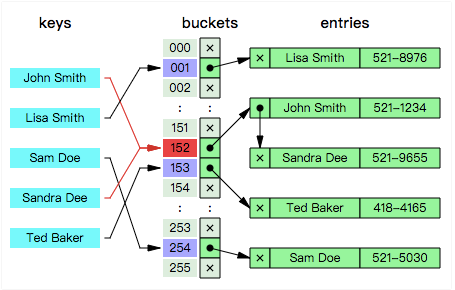 keys
buckets
entries
John Smith
Lisa Smith
Sam Doe
Sandra Dee
Ted Baker
000 ×
001
002 ×
: :
151 ×
152
153
154 ×
: :
253 ×
254
255 ×
× Lisa Smith 521-8976
John Smith 521-1234
× Sandra Dee 521-9655
× Ted Baker 418-4165
× Sam Doe 521-5030